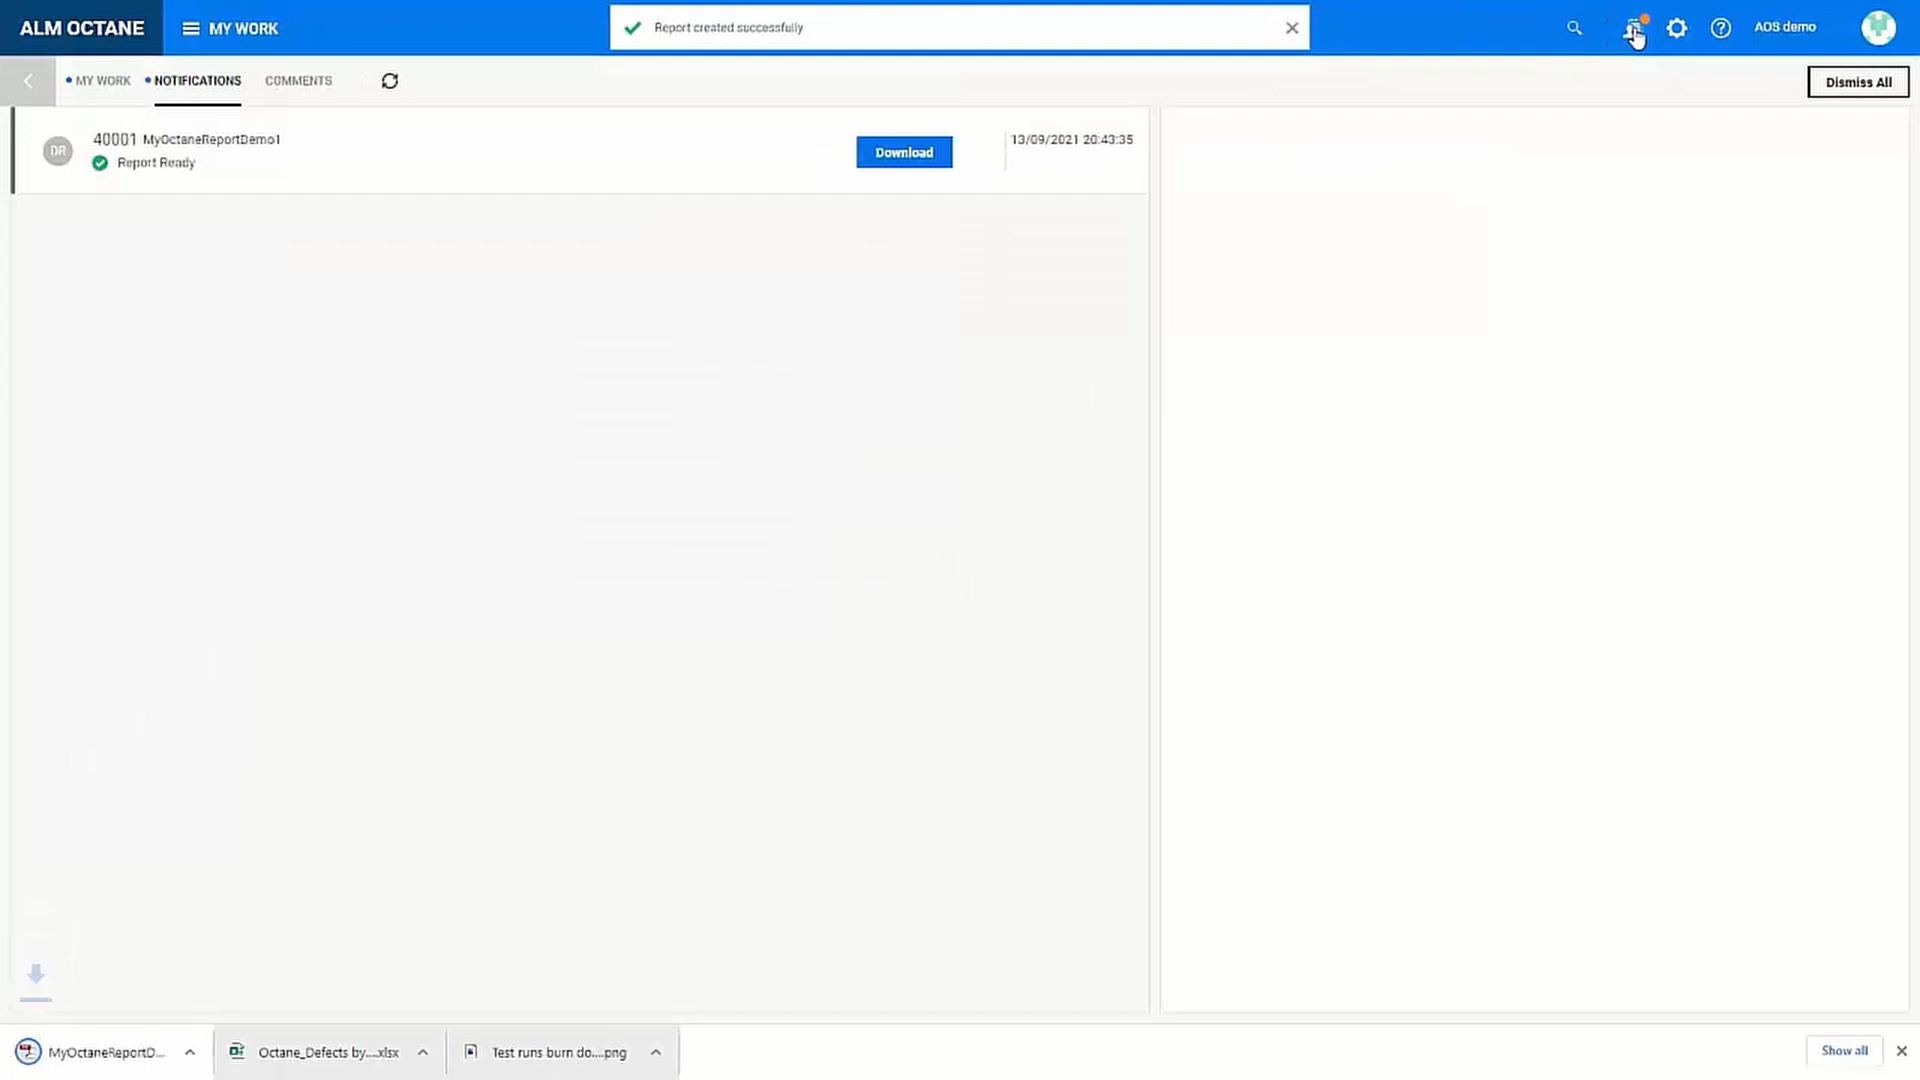 ALM OCTANE
MY WORK
Report created successfully
AOS demo
MY WORK
NOTIFICATIONS
COMMENTS
Dismiss All
DR
40001 MyOctaneReportDemo1
Report Ready
Download
13/09/2021 20:43:35
MyOctaneReportD...
Octane_Defects by....xlsx
Test runs burn do....png
Show all